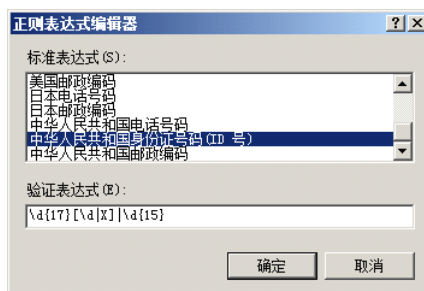 正则表达式编辑器
标准表达式(S):
美国邮政编码
日本电话号码
日本邮政编码
中华人民共和国电话号码
中华人民共和国身份证号码(ID 号)
中华人民共和国邮政编码
验证表达式(E):
\d{17}[\d|X]|\d{15}
确定 取消